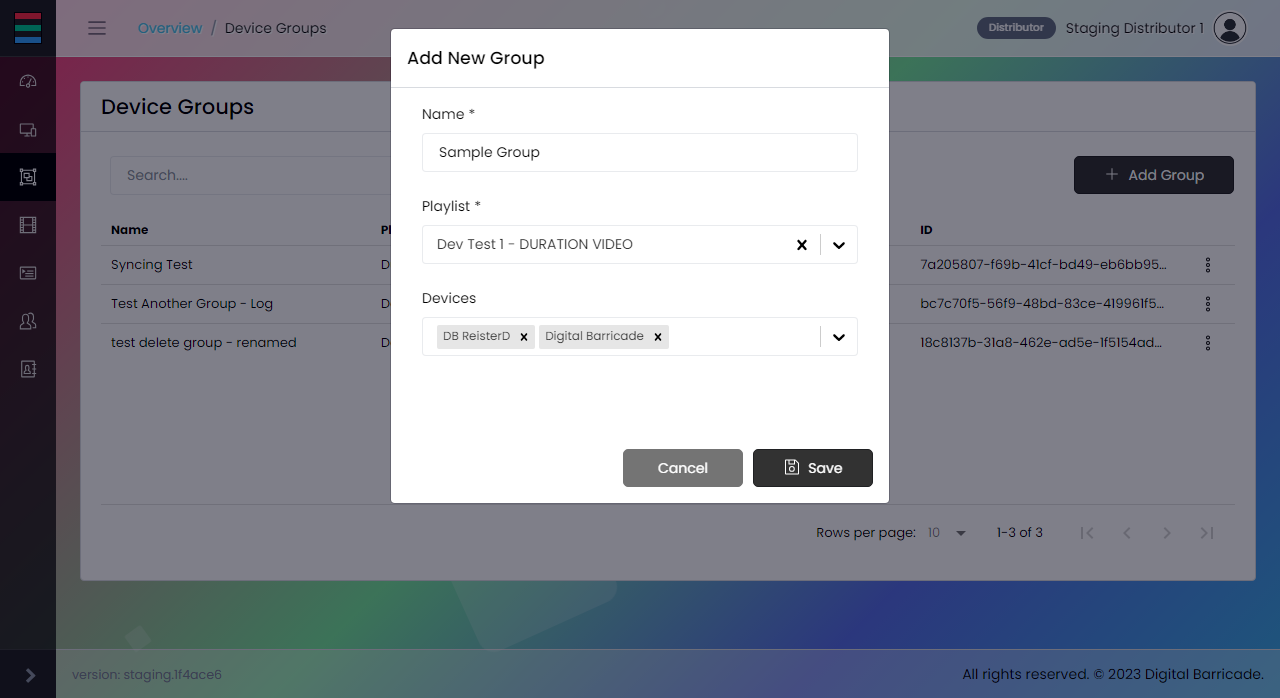 Overview / Device Groups
Distributor
Staging Distributor 1
Add New Group
Device Groups
Name *
Sample Group
Search....
+ Add Group
Playlist *
Dev Test 1 - DURATION VIDEO
Name
ID
Syncing Test
7a205807-f69b-41cf-bd49-eb6bb95...
Test Another Group - Log
bc7c70f5-56f9-48bd-83ce-419961f5...
test delete group - renamed
18c8137b-31a8-462e-ad5e-1f5154ad...
Devices
DB ReisterD
Digital Barricade
Cancel
Save
Rows per page: 10
1-3 of 3
version: staging.1f4ace6
All rights reserved. © 2023 Digital Barricade.